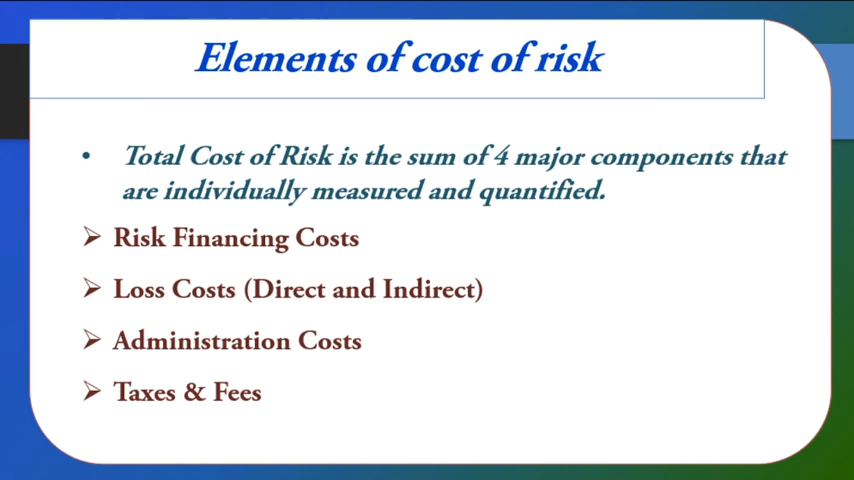 Elements of cost of risk
• Total Cost of Risk is the sum of 4 major components that
are individually measured and quantified.
➢ Risk Financing Costs
➢ Loss Costs (Direct and Indirect)
➢ Administration Costs
➢ Taxes & Fees